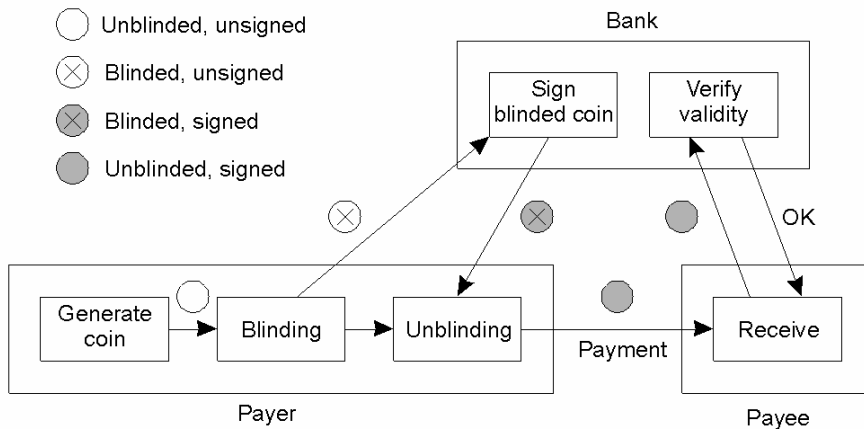 Unblinded, unsigned
Blinded, unsigned
Blinded, signed
Unblinded, signed
Bank
Sign
blinded coin
Verify
validity
OK
Generate
coin
Blinding
Unblinding
Payment
Receive
Payer
Payee